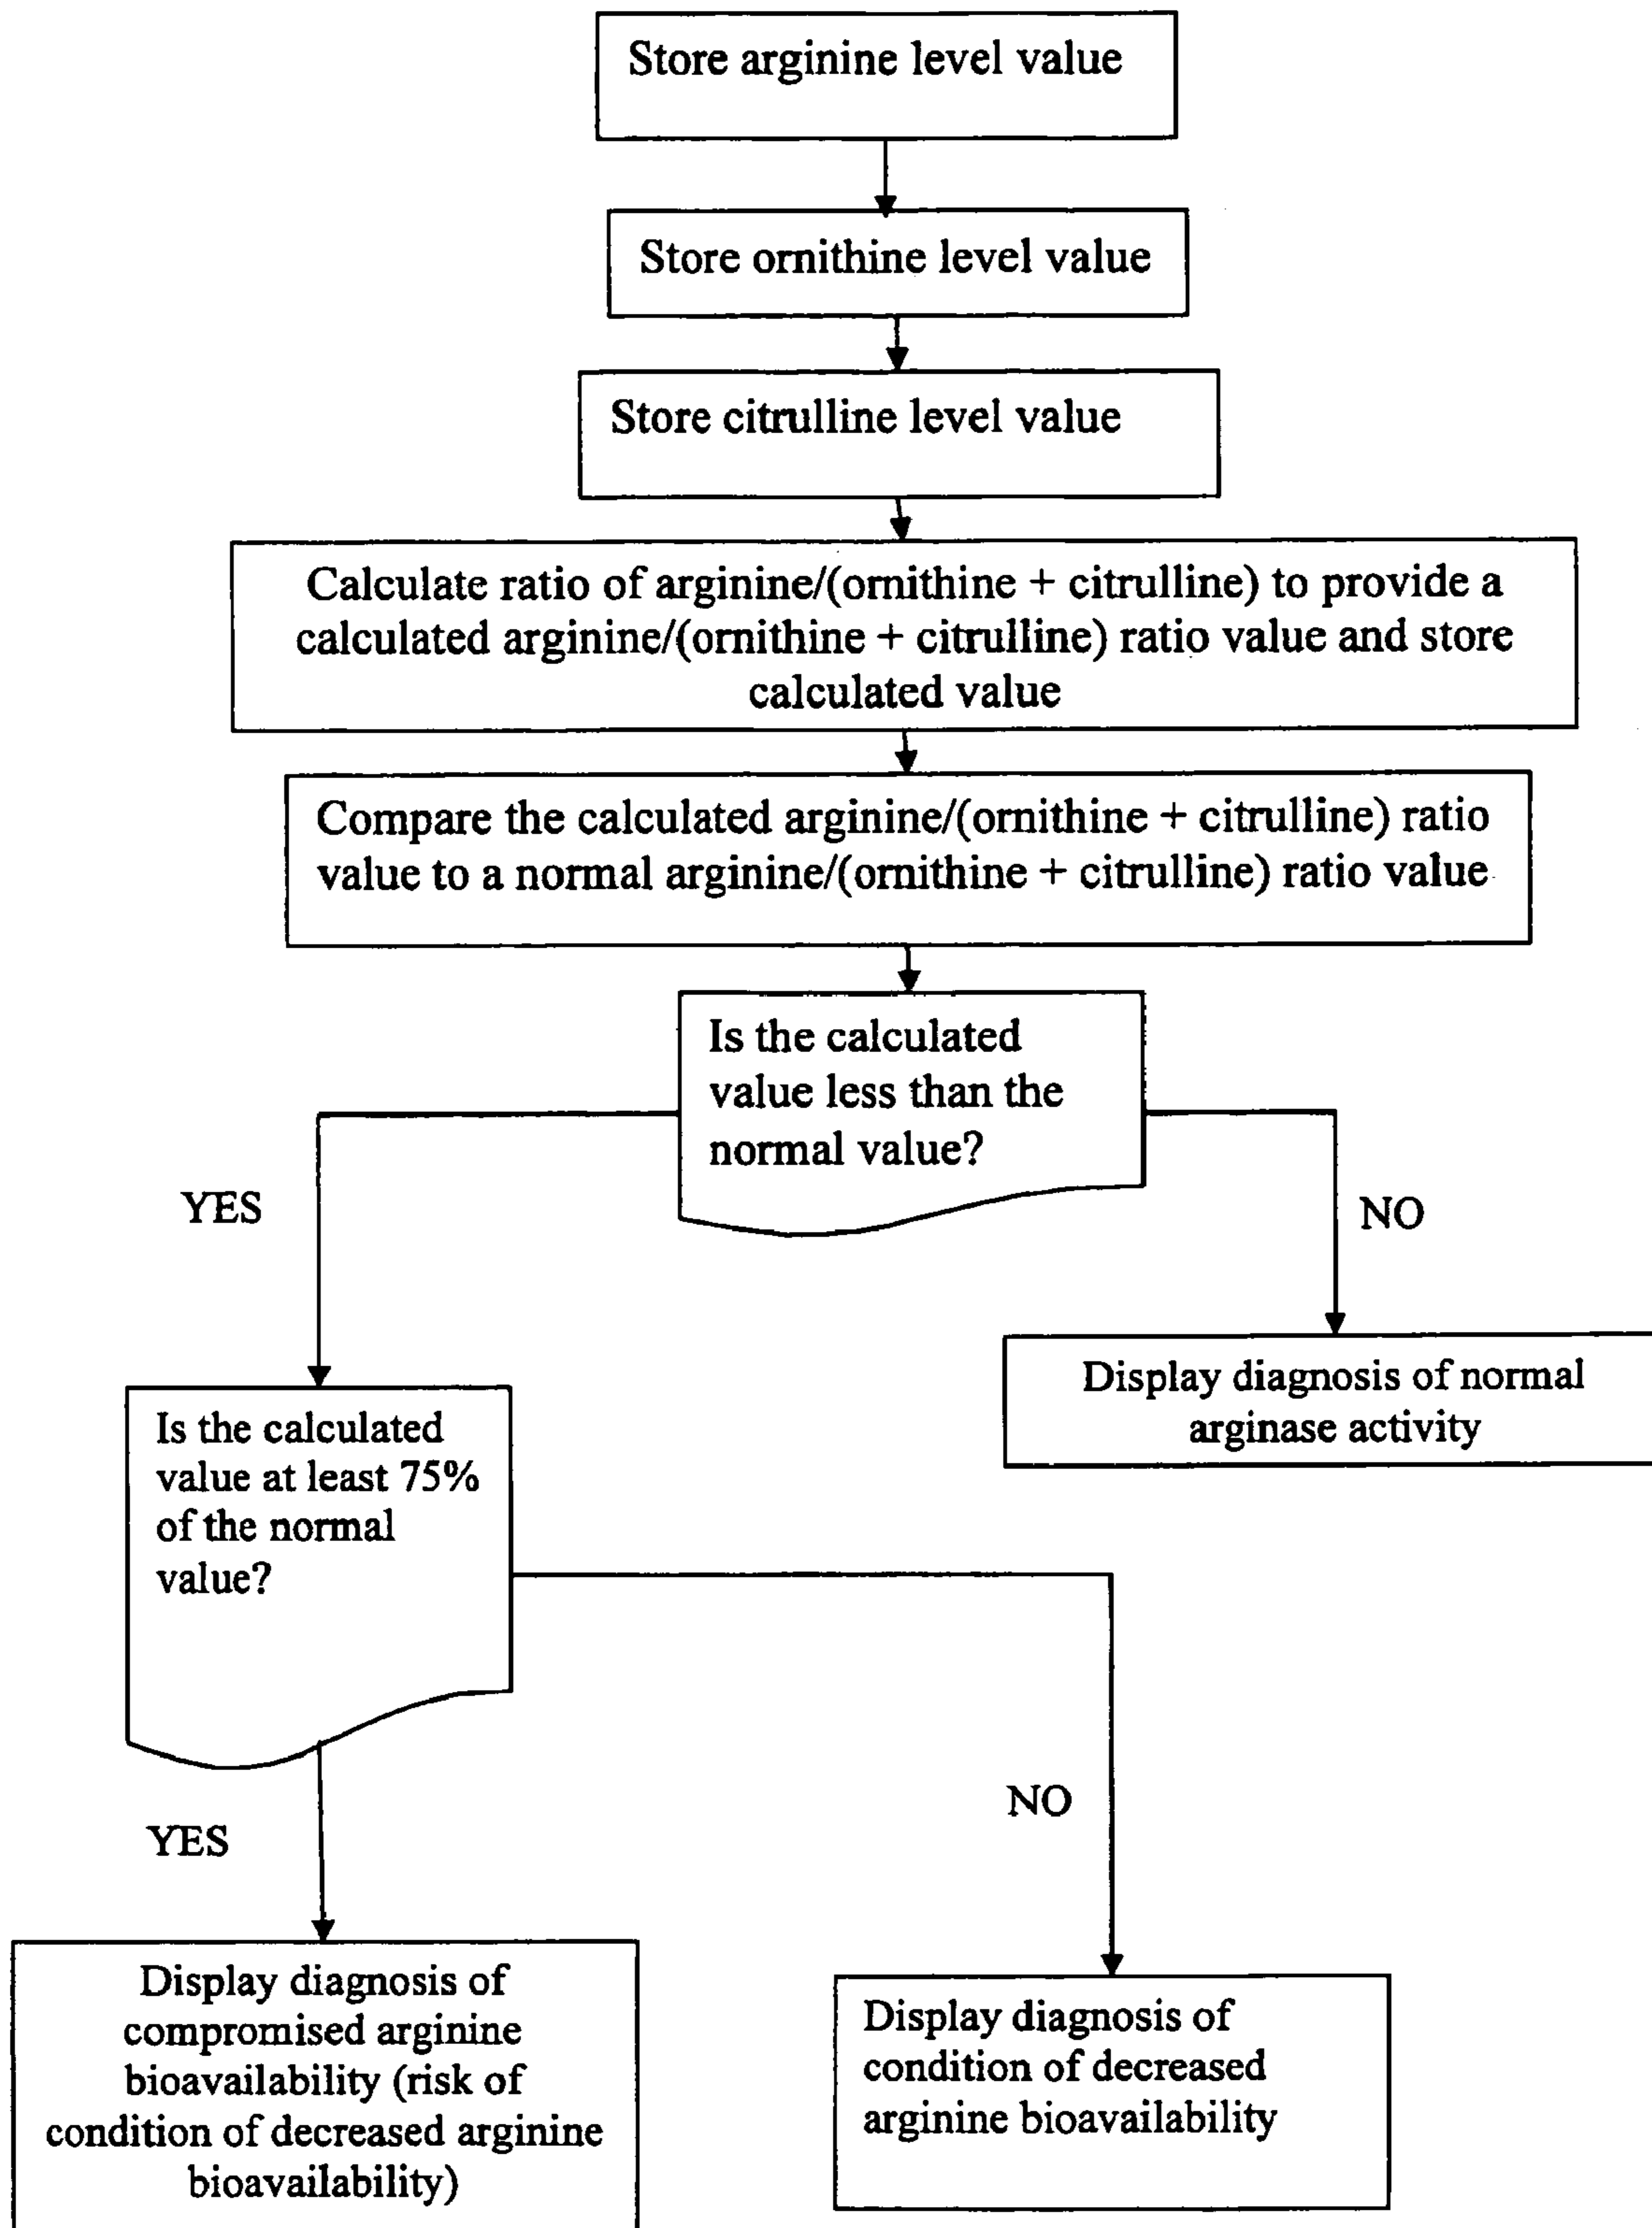 Store arginine level value
Store ornithine level value
Store citrulline level value
Calculate ratio of arginine/(ornithine + citrulline) to provide a
calculated arginine/(ornithine + citrulline) ratio value and store
calculated value
Compare the calculated arginine/(ornithine + citrulline) ratio
value to a normal arginine/(ornithine + citrulline) ratio value
Is the calculated
value less than the
normal value?
YES
NO
Display diagnosis of normal
arginase activity
Is the calculated
value at least 75%
of the normal
value?
YES
NO
Display diagnosis of
compromised arginine
bioavailability (risk of
condition of decreased arginine
bioavailability)
Display diagnosis of
condition of decreased
arginine bioavailability